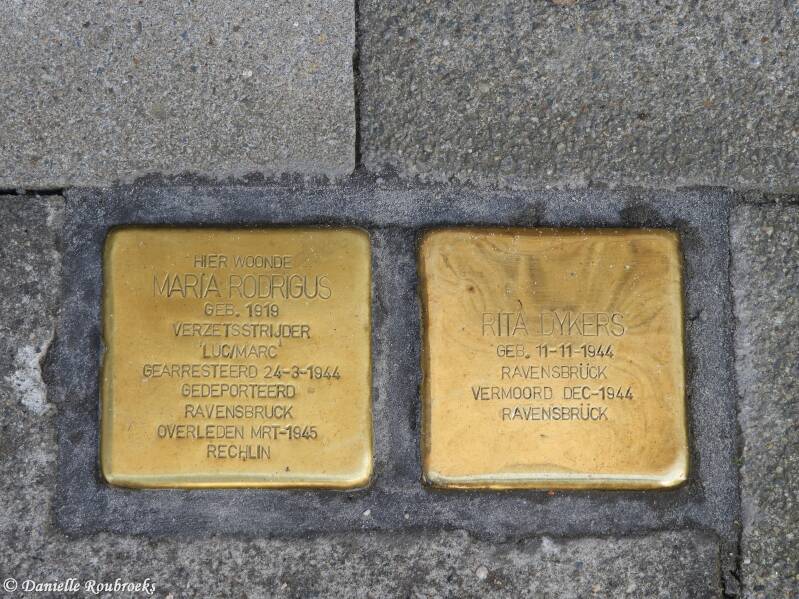 HIER WOONDE
MARIA RODRIGUS
GEB. 1919
VERZETSSTRIJDER
'LUC/MARC'
GEARRESTEERD 24-3-1944
GEDEPORTEERD
RAVENSBRÜCK
OVERLEDEN MRT-1945
RECHLIN
RITA DYKERS
GEB. 11-11-1944
RAVENSBRÜCK
VERMOORD DEC-1944
RAVENSBRÜCK
© Danielle Roubroeks